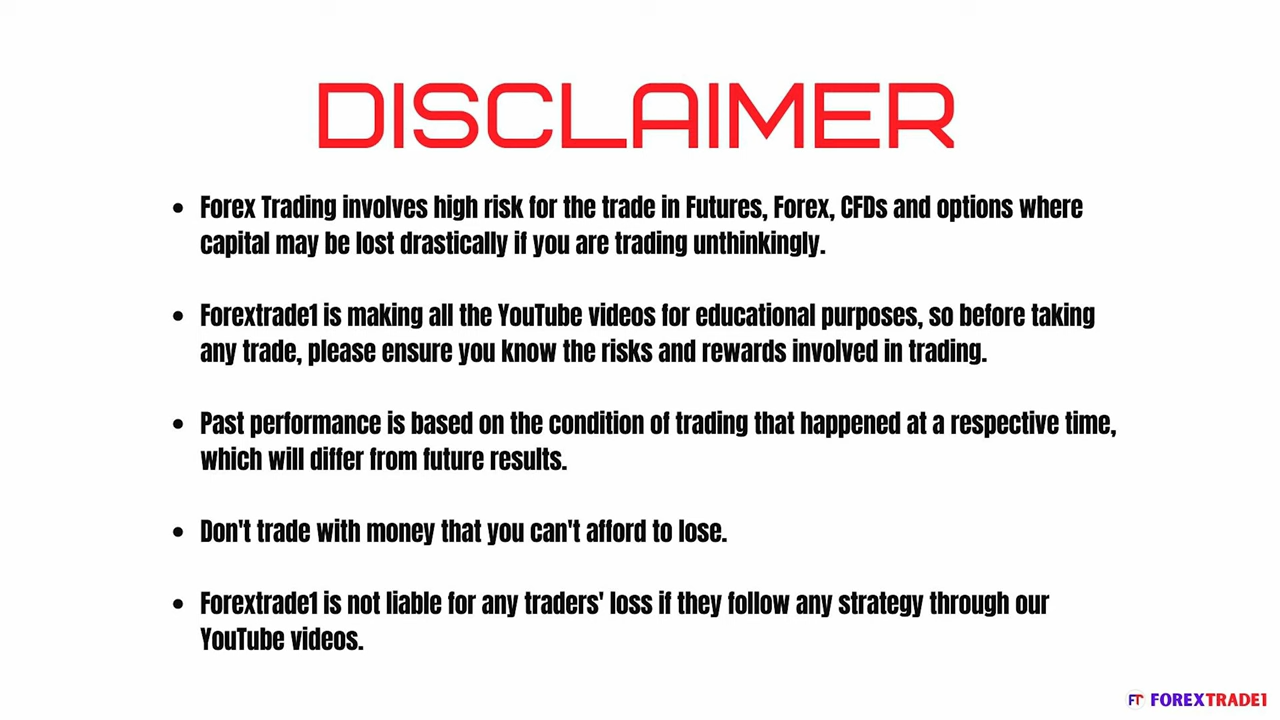 DISCLAIMER
• Forex Trading involves high risk for the trade in Futures, Forex, CFDs and options where
capital may be lost drastically if you are trading unthinkingly.
• Forextrade1 is making all the YouTube videos for educational purposes, so before taking
any trade, please ensure you know the risks and rewards involved in trading.
• Past performance is based on the condition of trading that happened at a respective time,
which will differ from future results.
• Don't trade with money that you can't afford to lose.
• Forextrade1 is not liable for any traders' loss if they follow any strategy through our
YouTube videos.
FT FOREXTRADE1